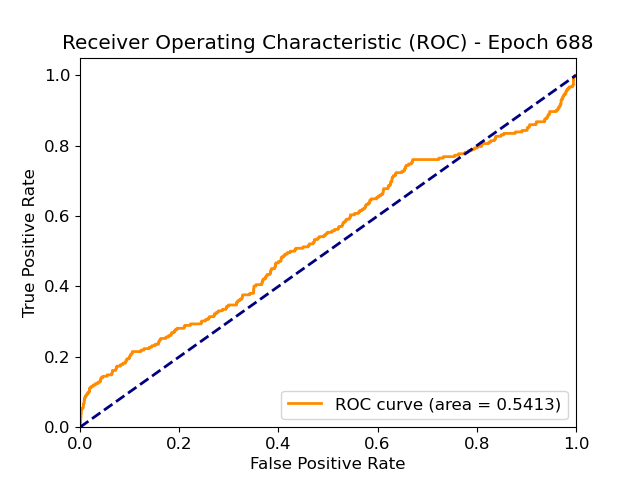 Receiver Operating Characteristic (ROC) - Epoch 688
True Positive Rate
1.0
0.8
0.6
0.4
0.2
0.0
ROC curve (area = 0.5413)
0.0 0.2 0.4 0.6 0.8 1.0
False Positive Rate